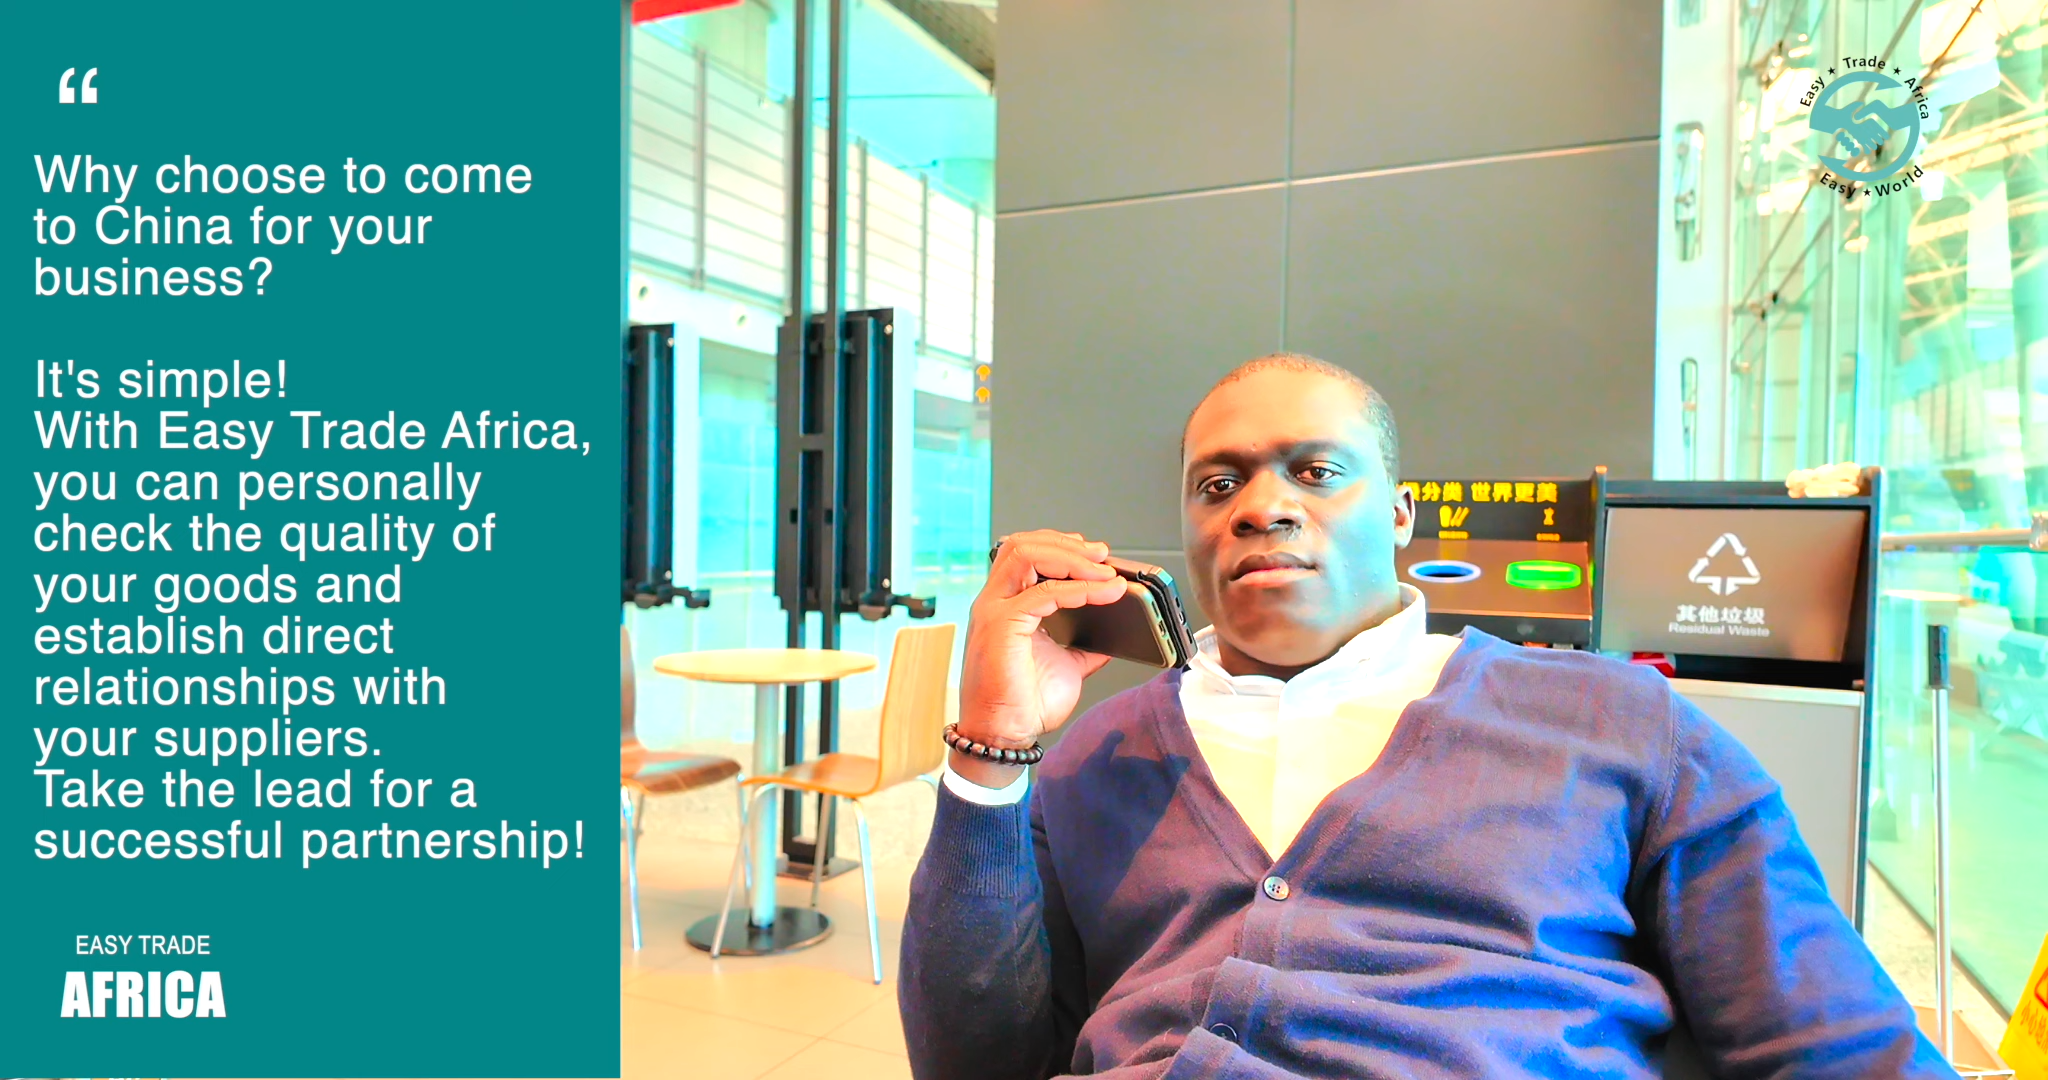 “
Why choose to come
to China for your
business?
It's simple!
With Easy Trade Africa,
you can personally
check the quality of
your goods and
establish direct
relationships with
your suppliers.
Take the lead for a
successful partnership!
EASY TRADE
AFRICA
Easy ★ Trade ★ Africa
Easy ★ World
分类 世界更美
其他垃圾
Residual Waste